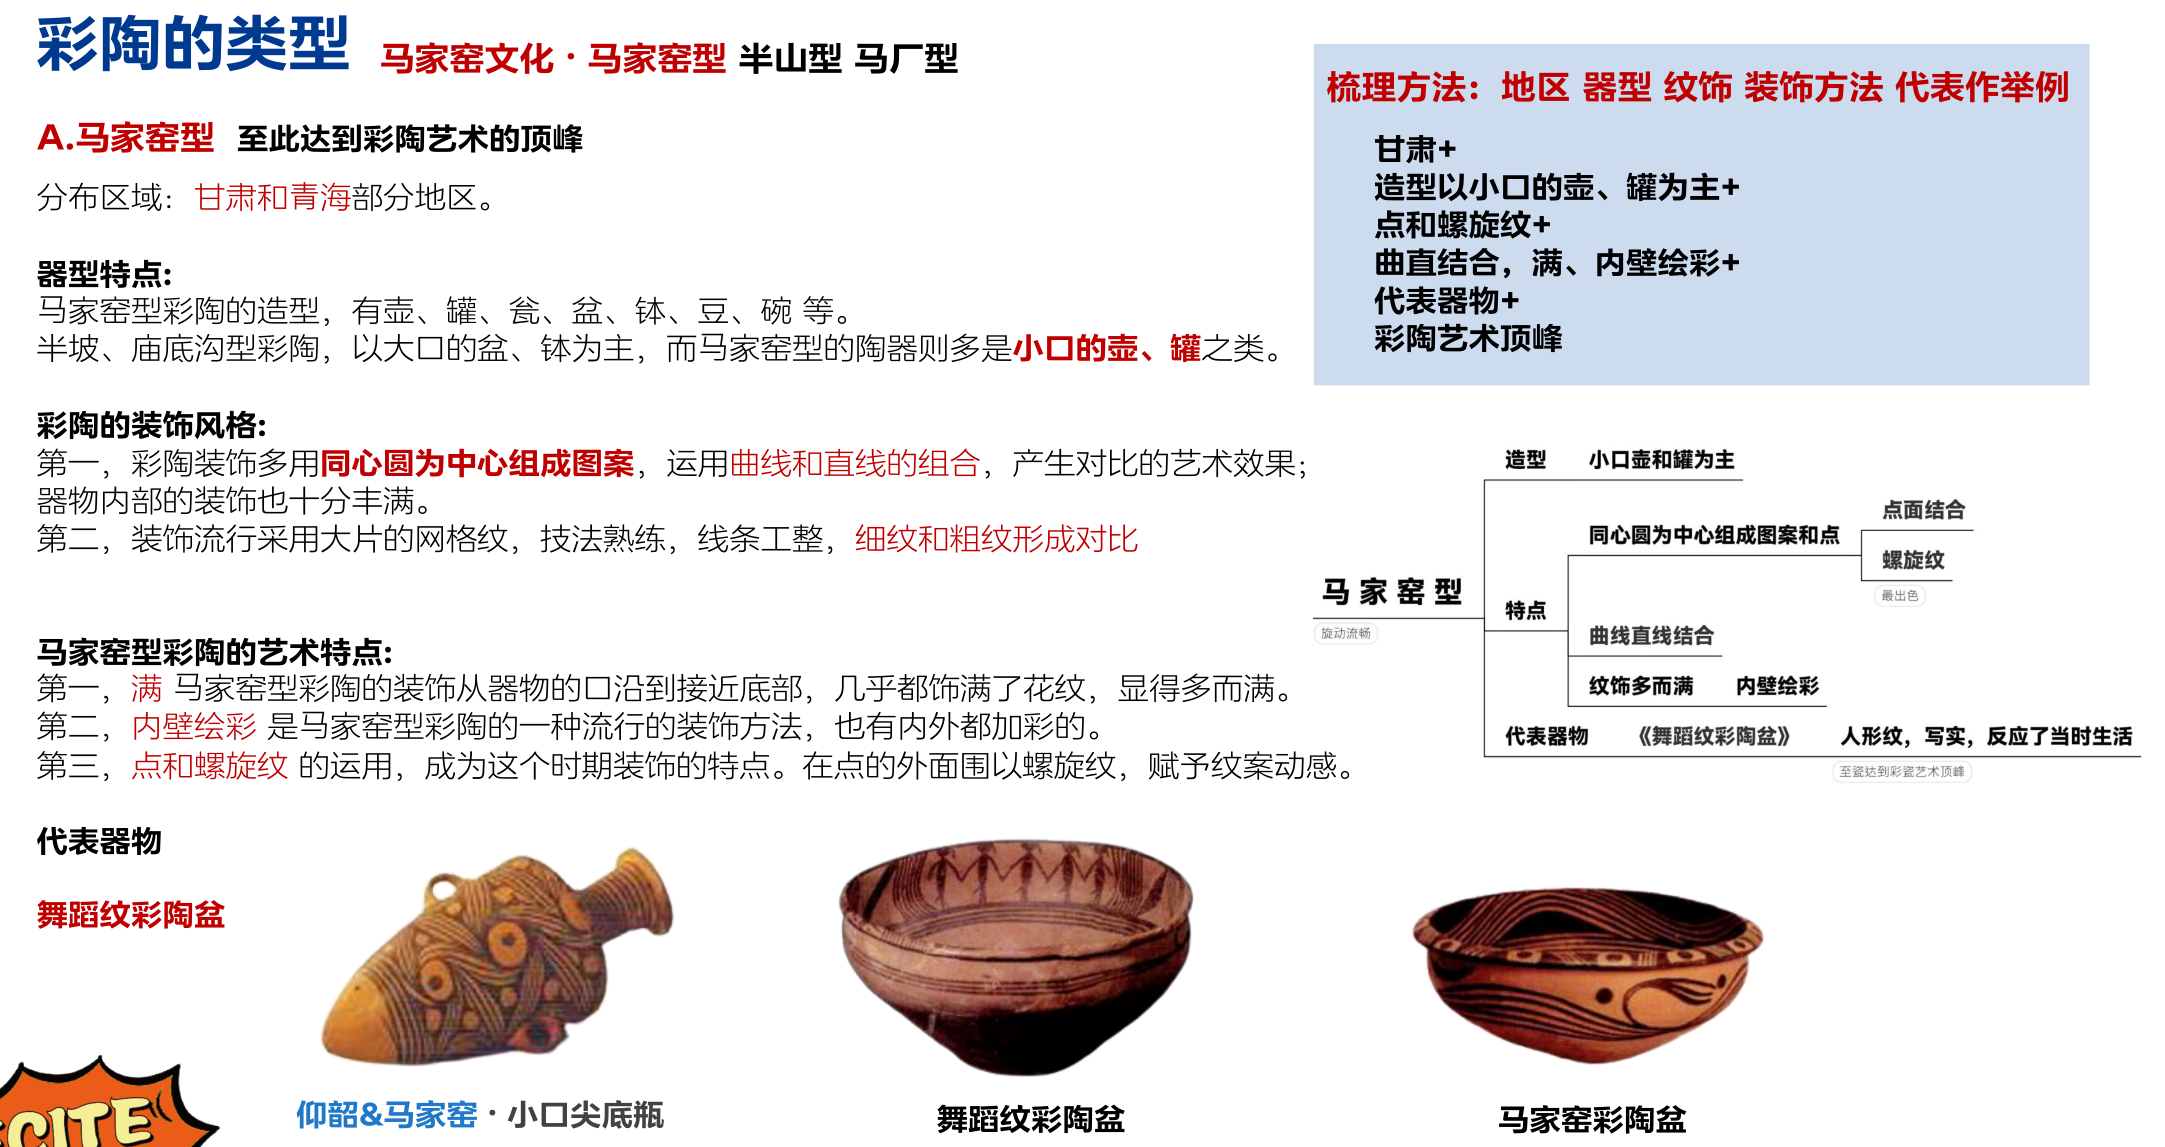 彩陶的类型 马家窑文化·马家窑型 半山型 马厂型
A.马家窑型 至此达到彩陶艺术的顶峰
分布区域：甘肃和青海部分地区。
器型特点:
马家窑型彩陶的造型，有壶、罐、瓮、盆、钵、豆、碗 等。
半坡、庙底沟型彩陶，以大口的盆、钵为主，而马家窑型的陶器则多是小口的壶、罐之类。
彩陶的装饰风格:
第一，彩陶装饰多用同心圆为中心组成图案，运用曲线和直线的组合，产生对比的艺术效果；
器物内部的装饰也十分丰满。
第二，装饰流行采用大片的网格纹，技法熟练，线条工整，细纹和粗纹形成对比
马家窑型彩陶的艺术特点:
第一，满 马家窑型彩陶的装饰从器物的口沿到接近底部，几乎都饰满了花纹，显得多而满。
第二，内壁绘彩 是马家窑型彩陶的一种流行的装饰方法，也有内外都加彩的。
第三，点和螺旋纹 的运用，成为这个时期装饰的特点。在点的外面围以螺旋纹，赋予纹案动感。
代表器物
舞蹈纹彩陶盆
梳理方法：地区 器型 纹饰 装饰方法 代表作举例
甘肃+
造型以小口的壶、罐为主+
点和螺旋纹+
曲直结合，满、内壁绘彩+
代表器物+
彩陶艺术顶峰
马家窑型
旋动流畅
造型 小口壶和罐为主
特点
同心圆为中心组成图案和点
点面结合
螺旋纹
最出色
曲线直线结合
纹饰多而满 内壁绘彩
代表器物 《舞蹈纹彩陶盆》 人形纹，写实，反应了当时生活
至瓷达到彩瓷艺术顶峰
仰韶&马家窑·小口尖底瓶
舞蹈纹彩陶盆
马家窑彩陶盆
CITE